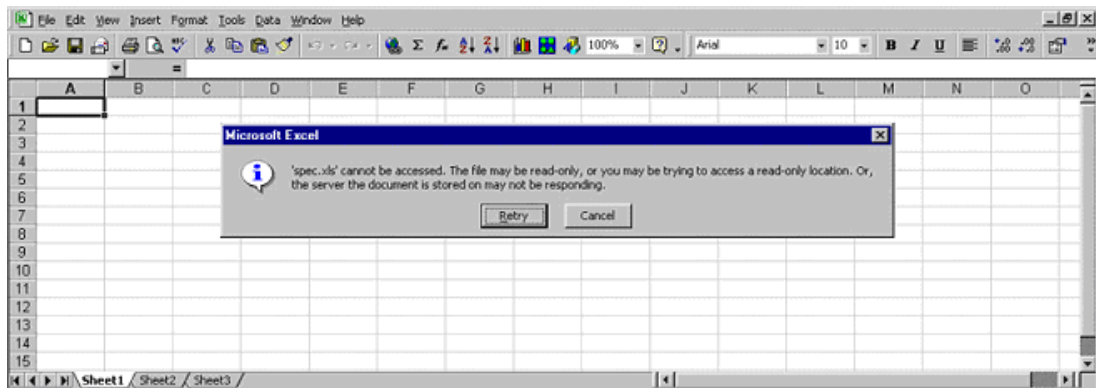 File Edit View Insert Format Tools Data Window Help
100% Arial 10 B I U
=
A B C D E F G H I J K L M N O
1
2
3
4
5
6
7
8
9
10
11
12
13
14
15
Microsoft Excel
'spec.xls' cannot be accessed. The file may be read-only, or you may be trying to access a read-only location. Or,
the server the document is stored on may not be responding.
Retry Cancel
Sheet1 Sheet2 Sheet3